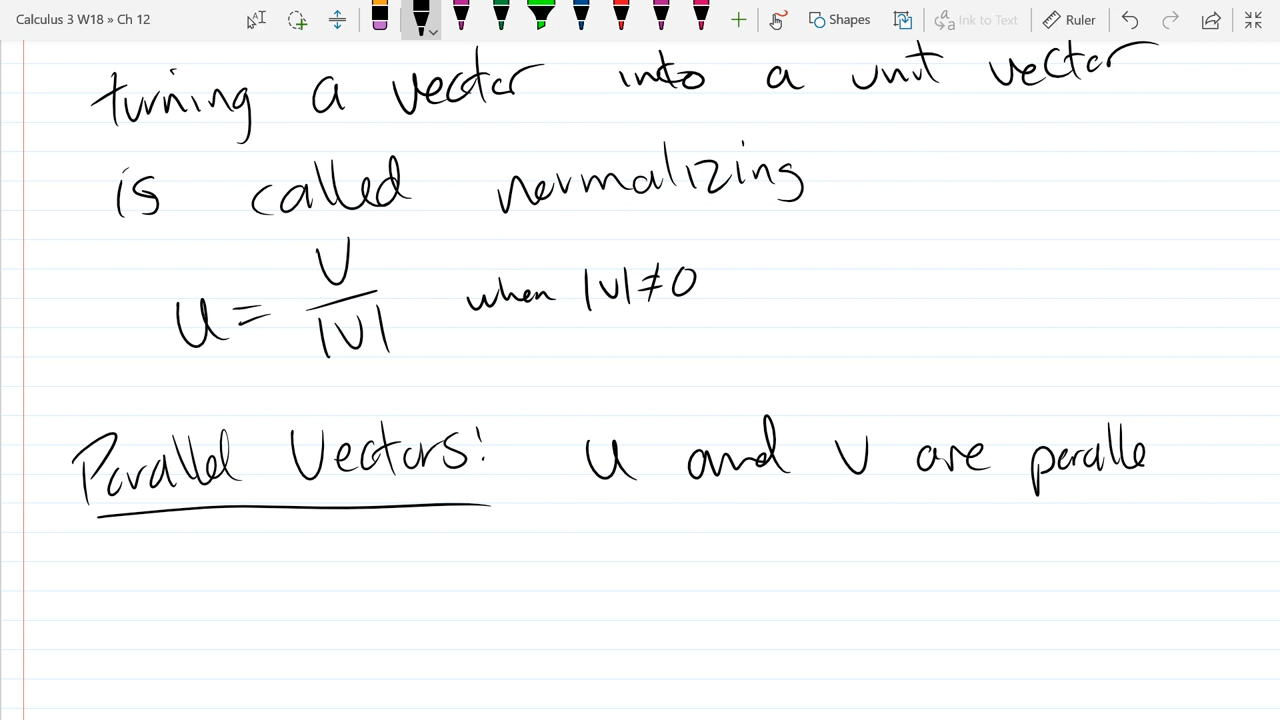 Calculus 3 W18 » Ch 12
Shapes
Ink to Text
Ruler
turning a vector into a unit vector
is called normalizing
u = v / |v| when |v| ≠ 0
Parallel Vectors: u and v are paralle